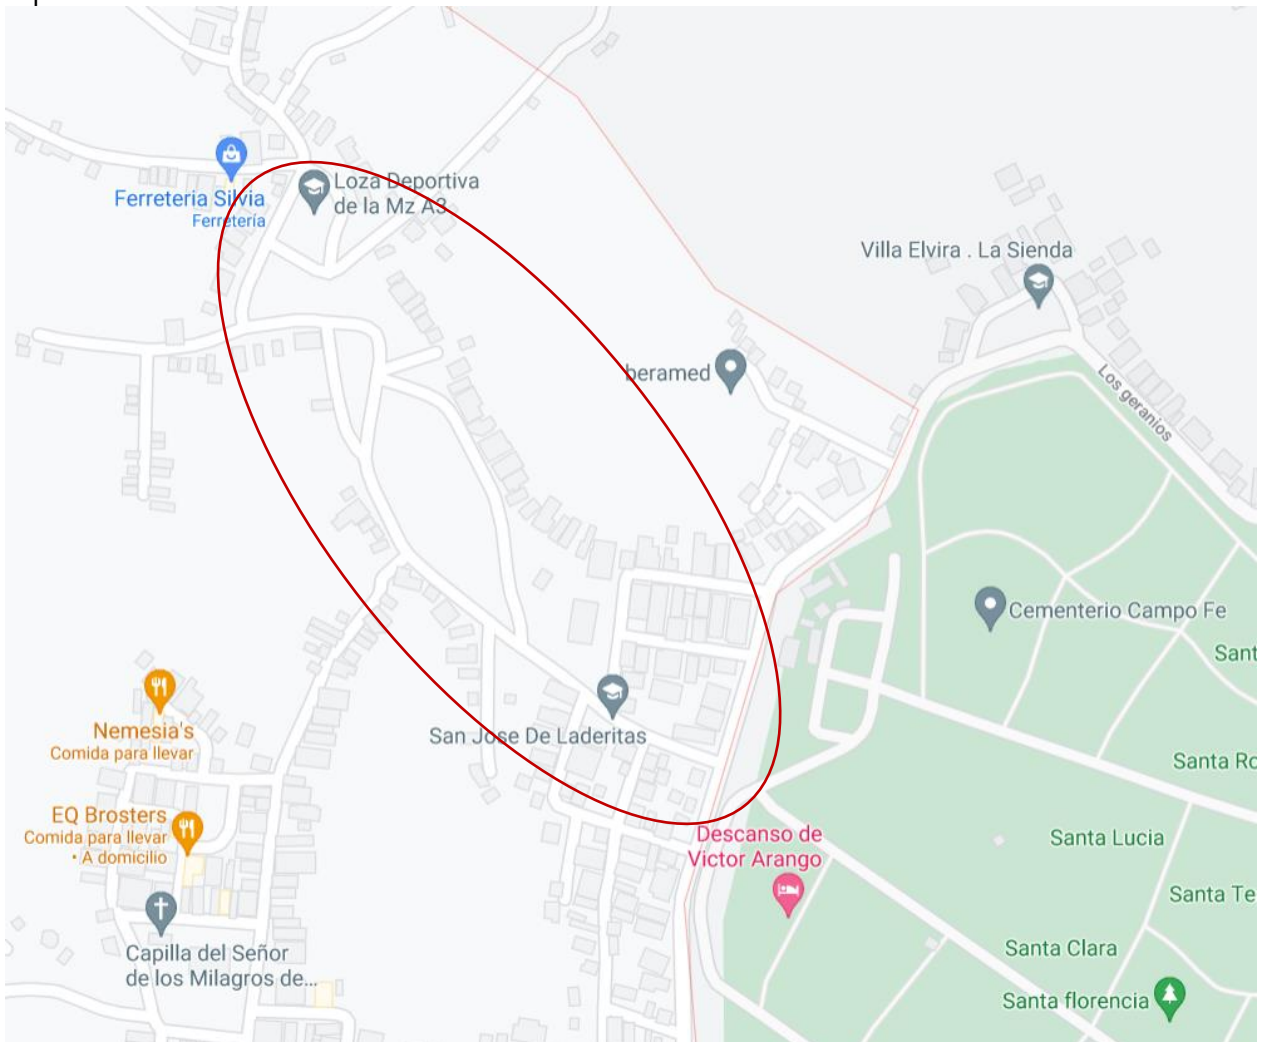 Ferreteria Silvia
Ferretería
Loza Deportiva
de la Mz A3
Villa Elvira . La Sienda
beramed
Los geranios
Cementerio Campo Fe
Sant
San Jose De Laderitas
Nemesia's
Comida para llevar
Santa Ro
EQ Brosters
Comida para llevar
• A domicilio
Descanso de
Victor Arango
Santa Lucia
Santa Te
Capilla del Señor
de los Milagros de...
Santa Clara
Santa florencia